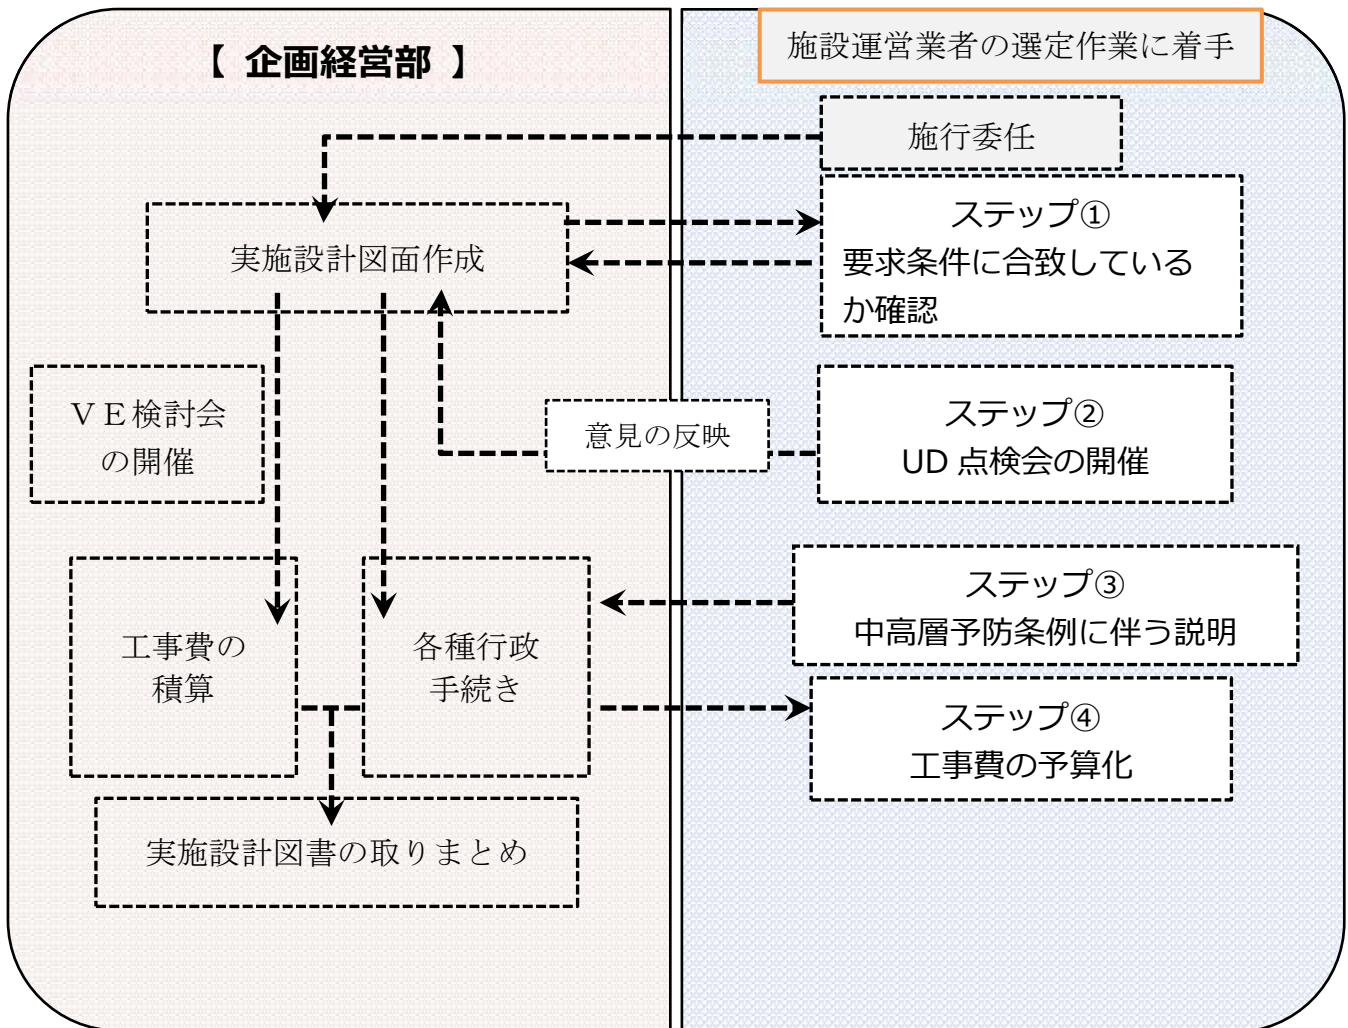 【 企画経営部 】
施設運営業者の選定作業に着手
施行委任
実施設計図面作成
ステップ①
要求条件に合致している
か確認
ＶＥ検討会
の開催
意見の反映
ステップ②
UD 点検会の開催
工事費の
積算
各種行政
手続き
ステップ③
中高層予防条例に伴う説明
ステップ④
工事費の予算化
実施設計図書の取りまとめ